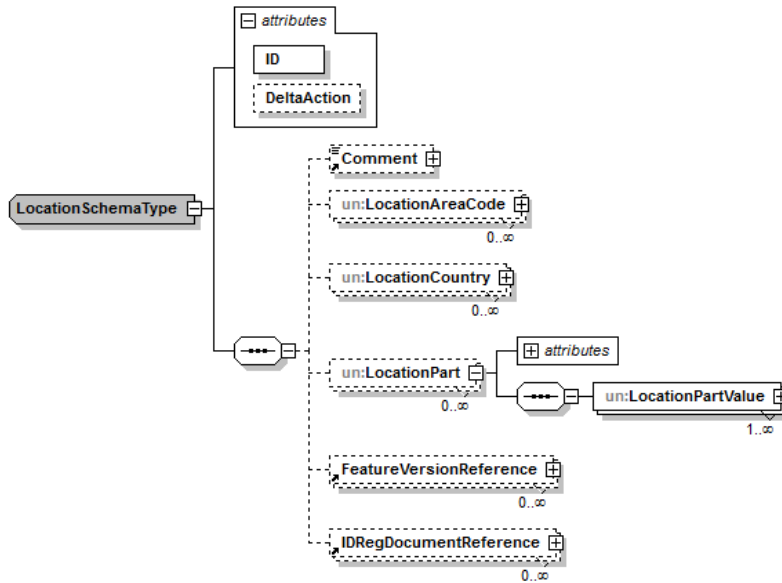 attributes
ID
DeltaAction
Comment
LocationSchemaType
un:LocationAreaCode
0..∞
un:LocationCountry
0..∞
attributes
un:LocationPart
0..∞
un:LocationPartValue
1..∞
FeatureVersionReference
0..∞
IDRegDocumentReference
0..∞